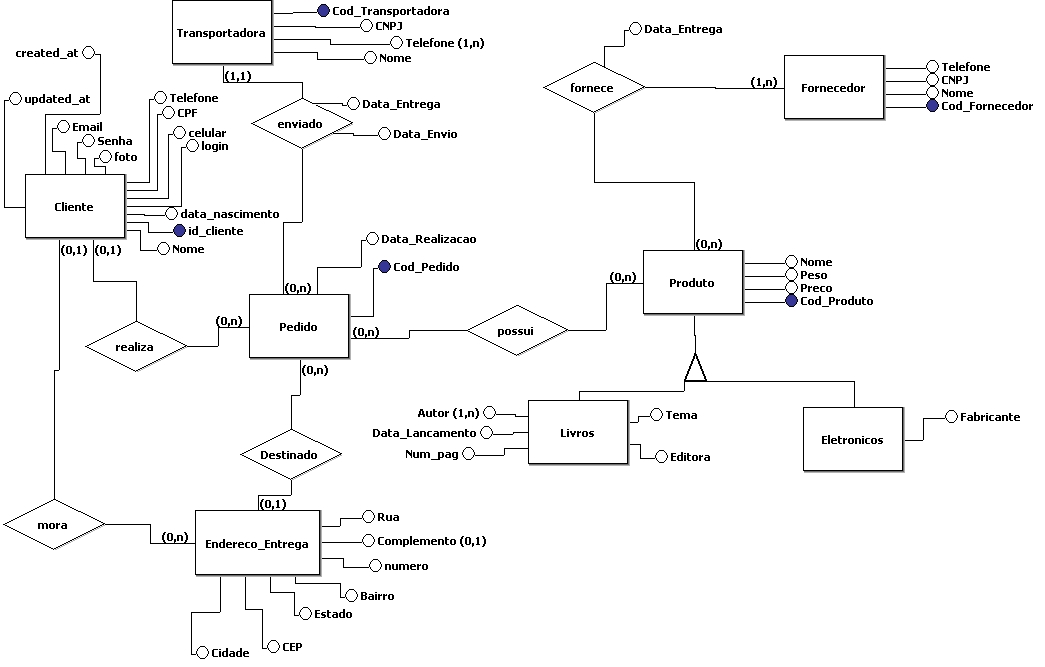 Cod_Transportadora
CNPJ
Transportadora
Telefone (1,n)
Nome
(1,1)
created_at
updated_at
Telefone
CPF
Email
celular
Senha
login
foto
Cliente
data_nascimento
id_cliente
Nome
(0,1)
(0,1)
enviado
Data_Entrega
Data_Envio
Data_Entrega
fornece
(1,n)
Fornecedor
Telefone
CNPJ
Nome
Cod_Fornecedor
Data_Realizacao
Cod_Pedido
(0,n)
(0,n)
Pedido
(0,n)
(0,n)
realiza
possui
(0,n)
(0,n)
Produto
Nome
Peso
Preco
Cod_Produto
Autor (1,n)
Data_Lancamento
Num_pag
Livros
Tema
Editora
Eletronicos
Fabricante
Destinado
(0,1)
mora
(0,n)
Endereco_Entrega
Rua
Complemento (0,1)
numero
Bairro
Estado
CEP
Cidade